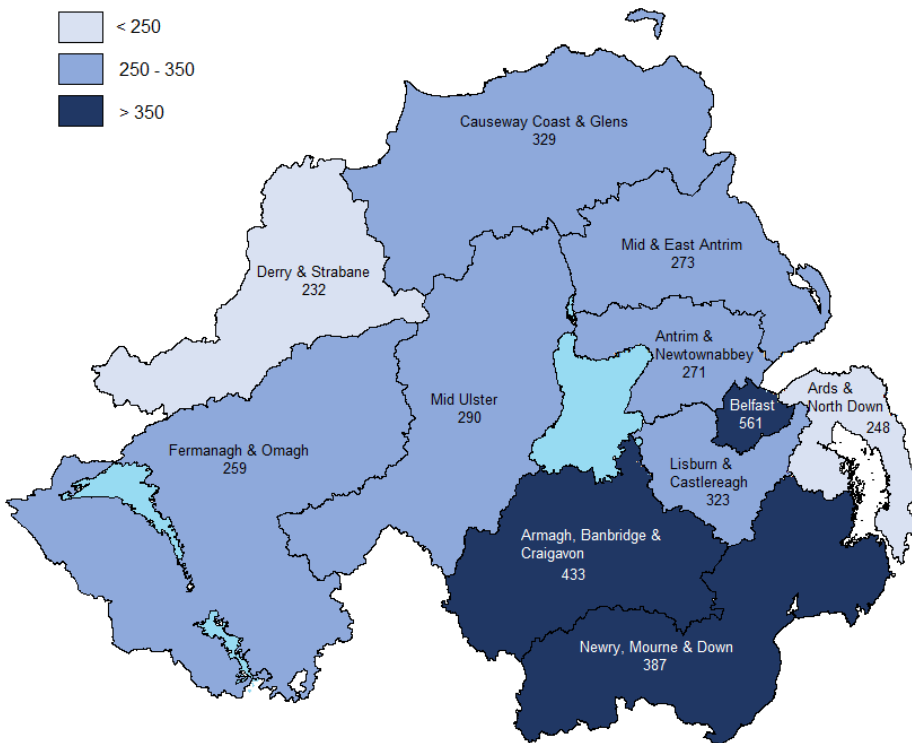 < 250
250 - 350
> 350
Causeway Coast & Glens
329
Mid & East Antrim
273
Derry & Strabane
232
Antrim &
Newtownabbey
271
Mid Ulster
290
Belfast
561
Ards &
North Down
248
Fermanagh & Omagh
259
Lisburn &
Castlereagh
323
Armagh, Banbridge &
Craigavon
433
Newry, Mourne & Down
387